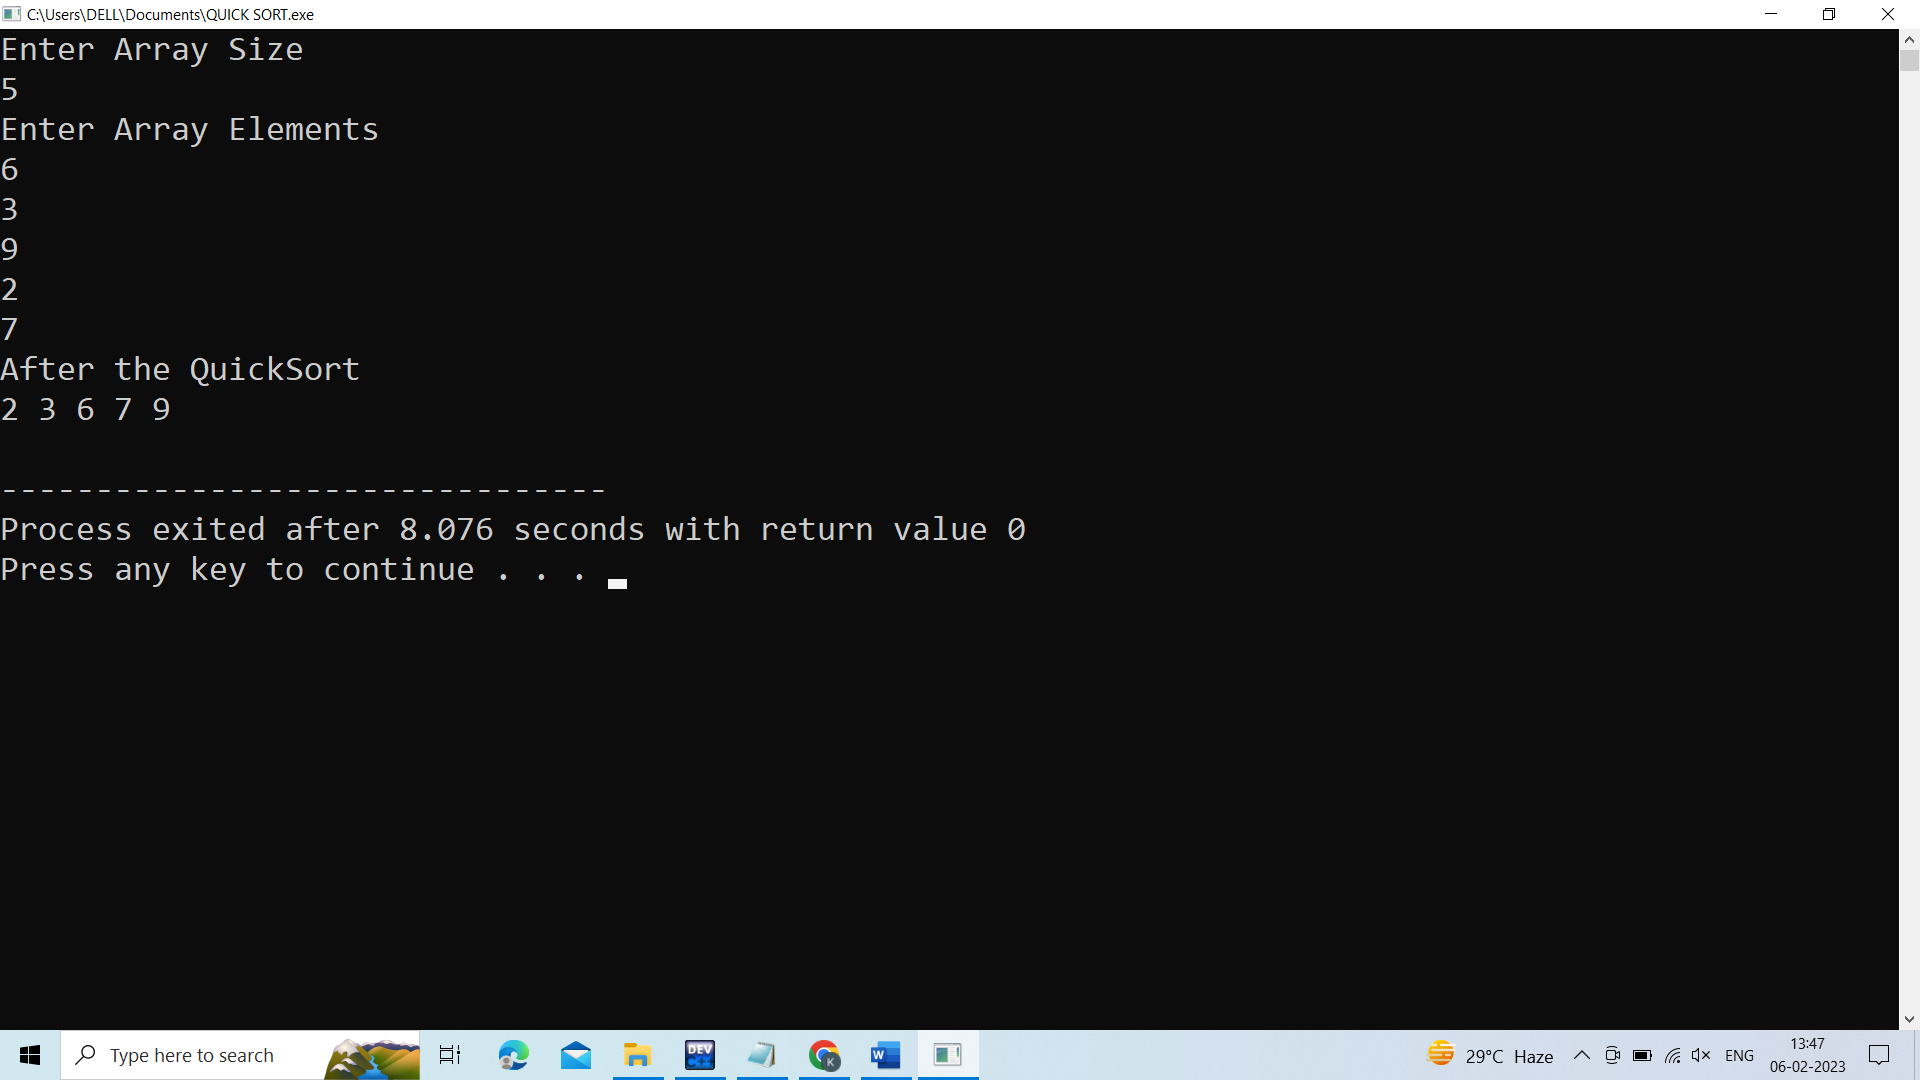 C:\Users\DELL\Documents\QUICK SORT.exe
Enter Array Size
5
Enter Array Elements
6
3
9
2
7
After the QuickSort
2 3 6 7 9
--------------------------------
Process exited after 8.076 seconds with return value 0
Press any key to continue . . .
Type here to search
DEV
C++
K
W
29°C Haze
ENG
13:47
06-02-2023